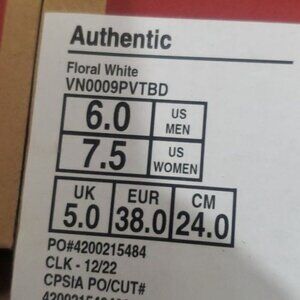 Authentic
Floral White
VN0009PVTBD
6.0 US MEN
7.5 US WOMEN
UK EUR CM
5.0 38.0 24.0
PO#4200215484
CLK - 12/22
CPSIA PO/CUT#